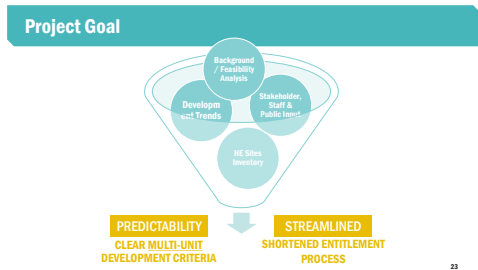 Project Goal
Background
/ Feasibility
Analysis
Developm
ent Trends
Stakeholder,
Staff &
Public Input
HE Sites
Inventory
PREDICTABILITY
CLEAR MULTI-UNIT
DEVELOPMENT CRITERIA
STREAMLINED
SHORTENED ENTITLEMENT
PROCESS
23